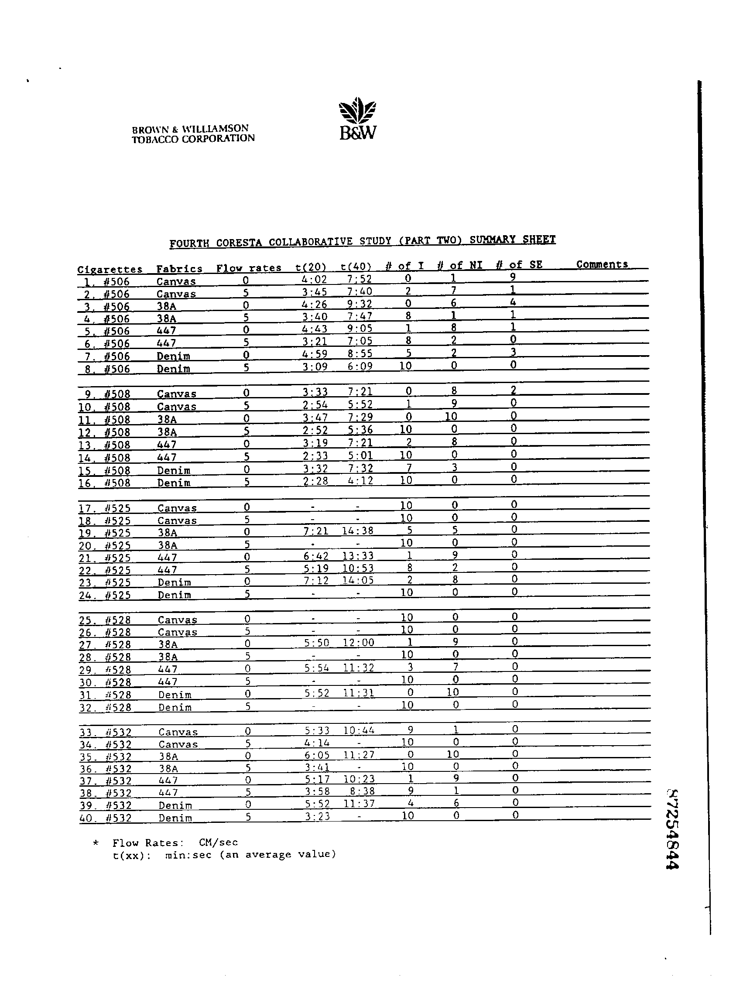 BROWN & WILLIAMSON
TOBACCO CORPORATION
B&W
FOURTH CORESTA COLLABORATIVE STUDY (PART TWO) SUMMARY SHEET
Cigarettes Fabrics Flow rates t(20) t(40) # of I # of NI # of SE Comments
1. #506 Canvas 0 4:02 7:52 0 1 9
2. #506 Canvas 5 3:45 7:40 2 7 1
3. #506 38A 0 4:26 9:32 0 6 4
4. #506 38A 5 3:40 7:47 8 1 1
5. #506 447 0 4:43 9:05 1 8 1
6. #506 447 5 3:21 7:05 8 2 0
7. #506 Denim 0 4:59 8:55 5 2 3
8. #506 Denim 5 3:09 6:09 10 0 0
9. #508 Canvas 0 3:33 7:21 0 8 2
10. #508 Canvas 5 2:54 5:52 1 9 0
11. #508 38A 0 3:47 7:29 0 10 0
12. #508 38A 5 2:52 5:36 10 0 0
13. #508 447 0 3:19 7:21 2 8 0
14. #508 447 5 2:33 5:01 10 0 0
15. #508 Denim 0 3:32 7:32 7 3 0
16. #508 Denim 5 2:28 4:12 10 0 0
17. #525 Canvas 0 - - 10 0 0
18. #525 Canvas 5 - - 10 0 0
19. #525 38A 0 7:21 14:38 5 5 0
20. #525 38A 5 - - 10 0 0
21. #525 447 0 6:42 13:33 1 9 0
22. #525 447 5 5:19 10:53 8 2 0
23. #525 Denim 0 7:12 14:05 2 8 0
24. #525 Denim 5 - - 10 0 0
25. #528 Canvas 0 - - 10 0 0
26. #528 Canvas 5 - - 10 0 0
27. #528 38A 0 5:50 12:00 1 9 0
28. #528 38A 5 - - 10 0 0
29. #528 447 0 5:54 11:32 3 7 0
30. #528 447 5 - - 10 0 0
31. #528 Denim 0 5:52 11:31 0 10 0
32. #528 Denim 5 - - 10 0 0
33. #532 Canvas 0 5:33 10:44 9 1 0
34. #532 Canvas 5 4:14 - 10 0 0
35. #532 38A 0 6:05 11:27 0 10 0
36. #532 38A 5 3:41 - 10 0 0
37. #532 447 0 5:17 10:23 1 9 0
38. #532 447 5 3:58 8:38 9 1 0
39. #532 Denim 0 5:52 11:37 4 6 0
40. #532 Denim 5 3:23 - 10 0 0
* Flow Rates: CM/sec
t(xx): min:sec (an average value)
87254844